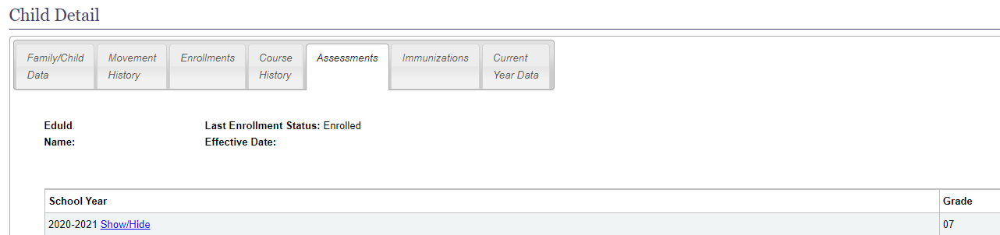 Child Detail
Family/Child Data
Movement History
Enrollments
Course History
Assessments
Immunizations
Current Year Data
EduId
Last Enrollment Status: Enrolled
Name:
Effective Date:
School Year
Grade
2020-2021 Show/Hide
07